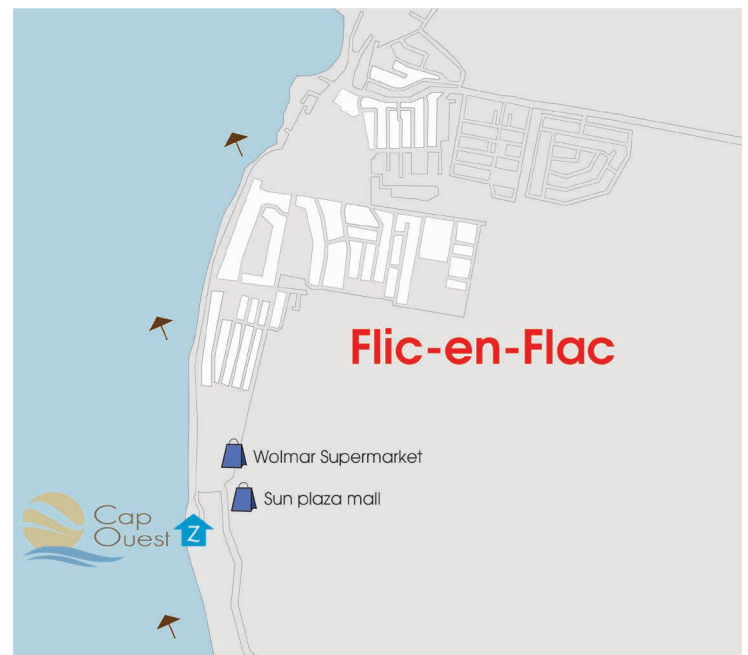 Flic-en-Flac
Wolmar Supermarket
Sun plaza mall
Cap
Ouest
Z